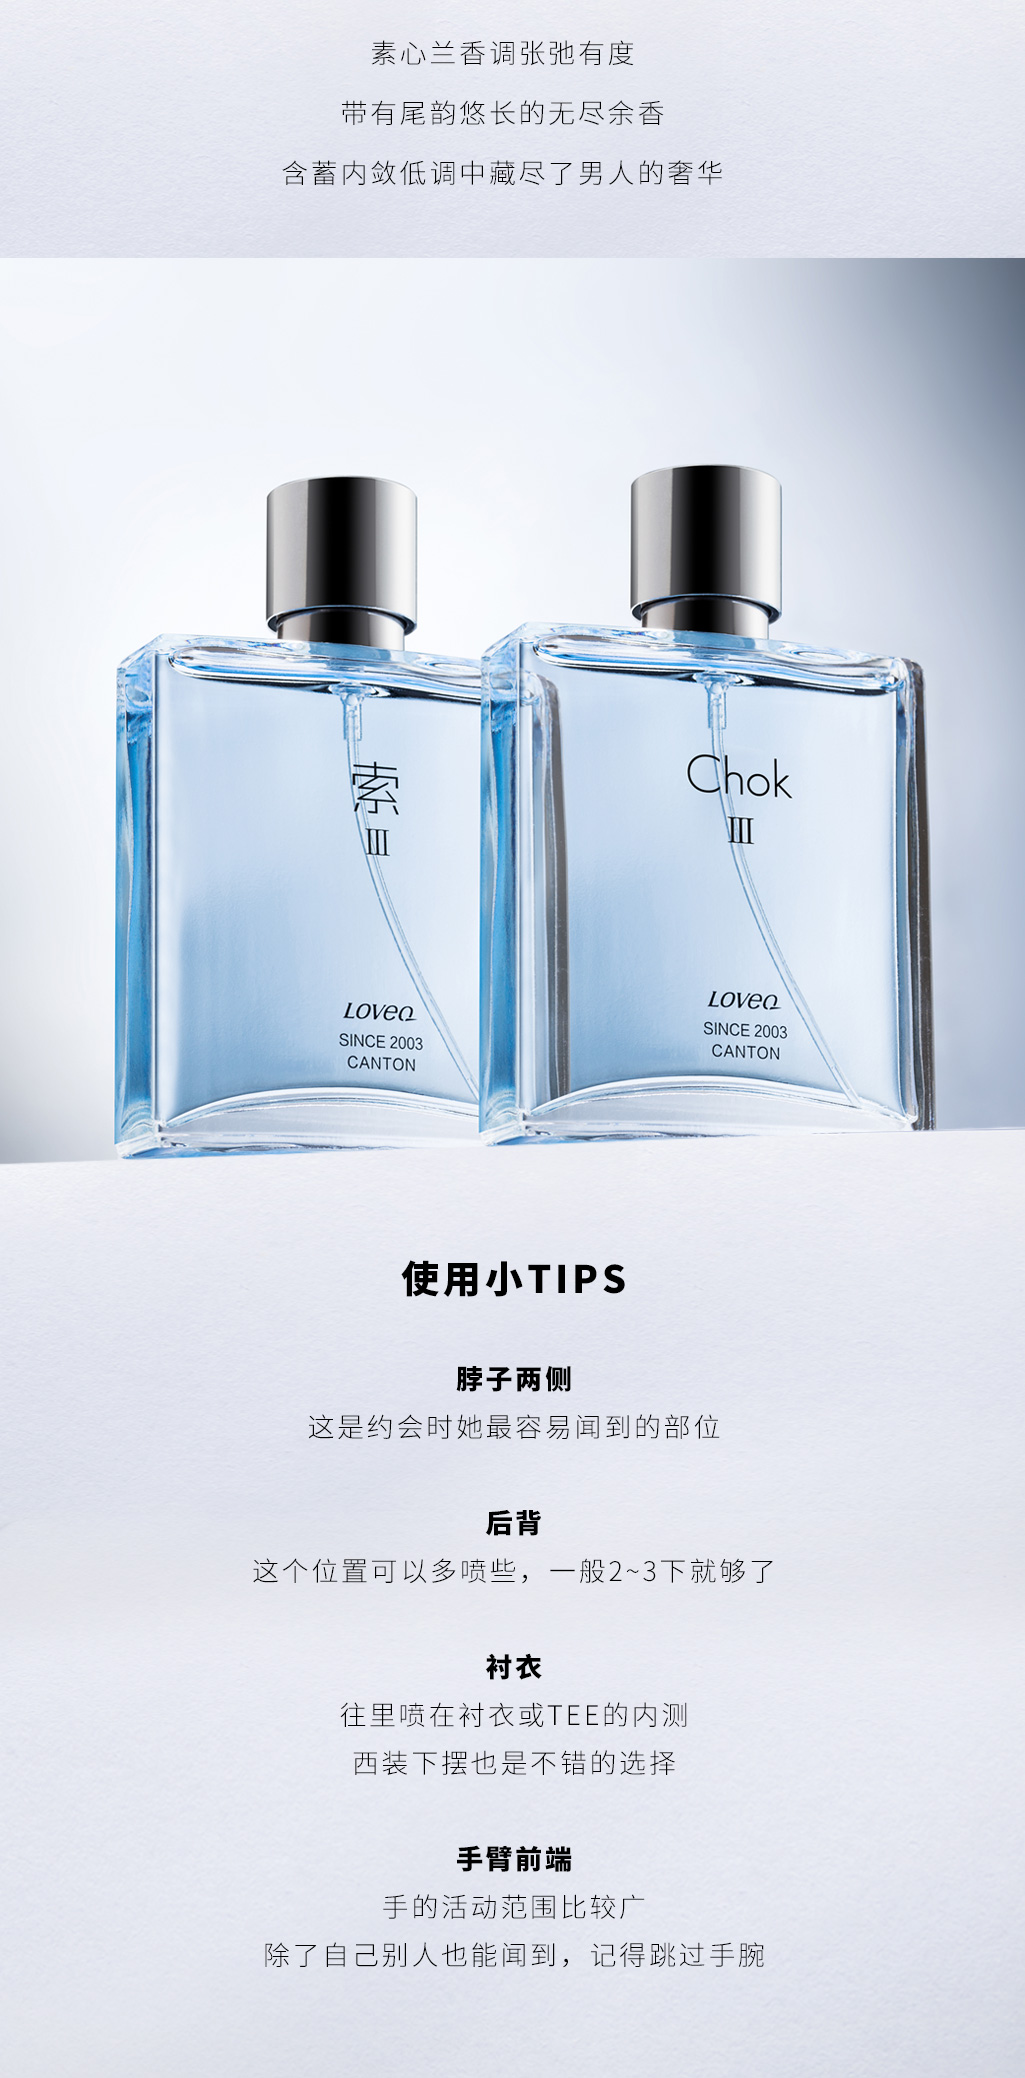 素心兰香调张弛有度
带有尾韵悠长的无尽余香
含蓄内敛低调中藏尽了男人的奢华
索
III
LOVEQ
SINCE 2003
CANTON
Chok
III
LOVEQ
SINCE 2003
CANTON
使用小TIPS
脖子两侧
这是约会时她最容易闻到的部位
后背
这个位置可以多喷些，一般2~3下就够了
衬衣
往里喷在衬衣或TEE的内测
西装下摆也是不错的选择
手臂前端
手的活动范围比较广
除了自己别人也能闻到，记得跳过手腕